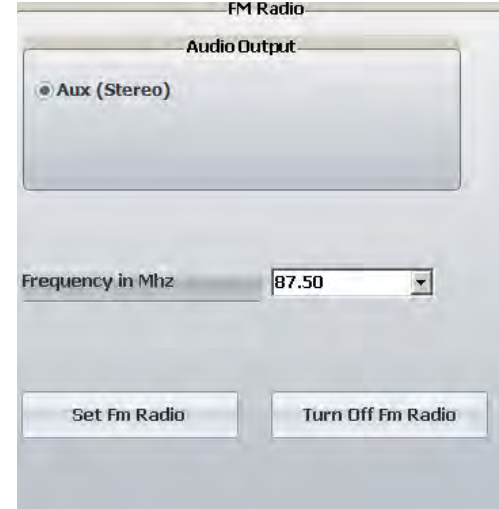 FM Radio
Audio Output
Aux (Stereo)
Frequency in Mhz 87.50
Set Fm Radio Turn Off Fm Radio